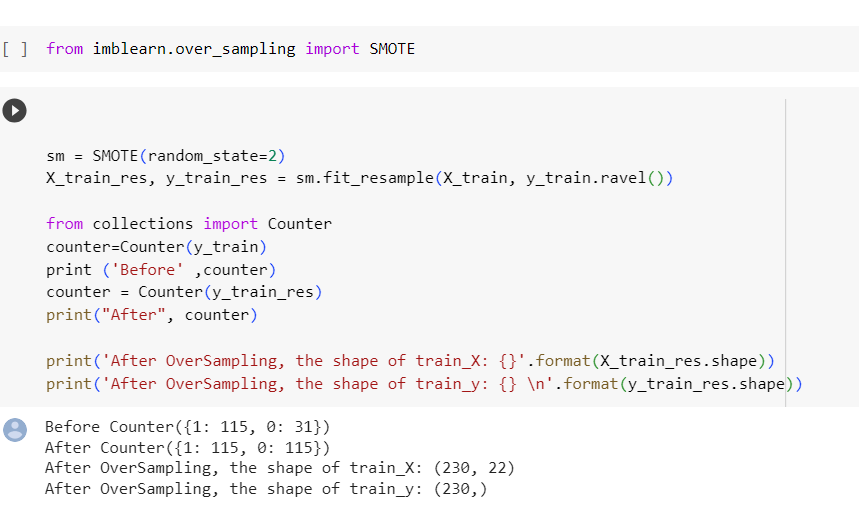 [ ] from imblearn.over_sampling import SMOTE
sm = SMOTE(random_state=2)
X_train_res, y_train_res = sm.fit_resample(X_train, y_train.ravel())
from collections import Counter
counter=Counter(y_train)
print ('Before' ,counter)
counter = Counter(y_train_res)
print("After", counter)
print('After OverSampling, the shape of train_X: {}'.format(X_train_res.shape))
print('After OverSampling, the shape of train_y: {} \n'.format(y_train_res.shape))
Before Counter({1: 115, 0: 31})
After Counter({1: 115, 0: 115})
After OverSampling, the shape of train_X: (230, 22)
After OverSampling, the shape of train_y: (230,)